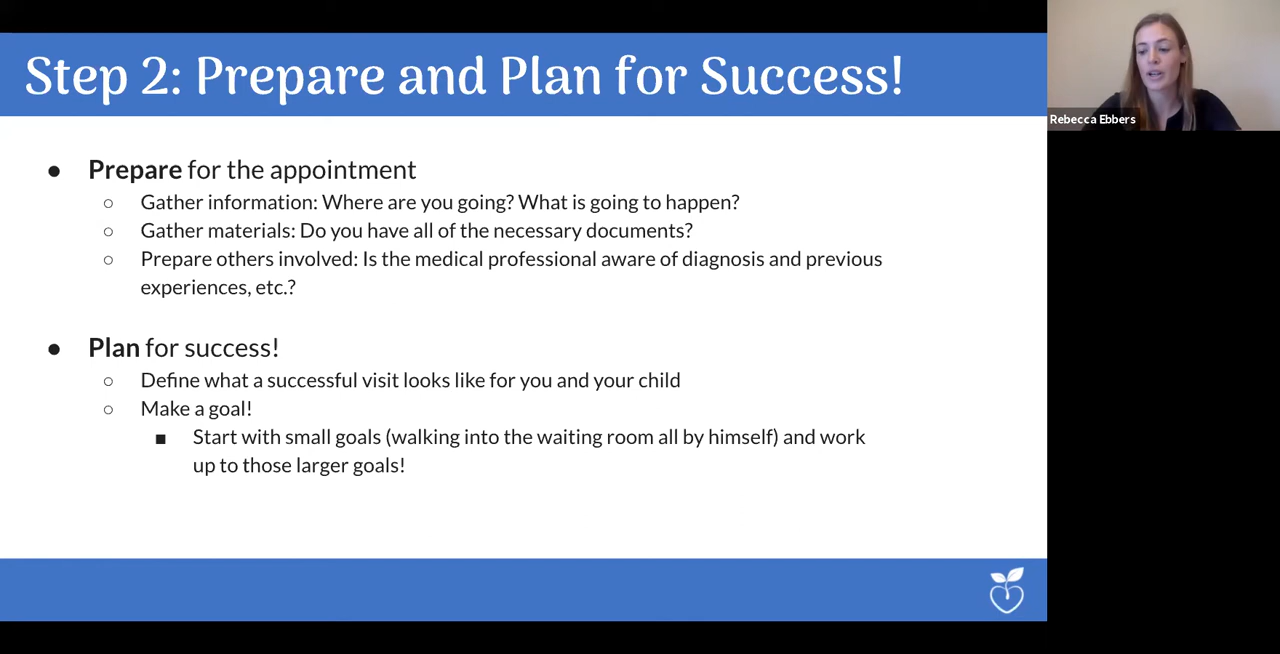 Step 2: Prepare and Plan for Success!
Rebecca Ebbers
● Prepare for the appointment
○ Gather information: Where are you going? What is going to happen?
○ Gather materials: Do you have all of the necessary documents?
○ Prepare others involved: Is the medical professional aware of diagnosis and previous
experiences, etc.?
● Plan for success!
○ Define what a successful visit looks like for you and your child
○ Make a goal!
■ Start with small goals (walking into the waiting room all by himself) and work
up to those larger goals!